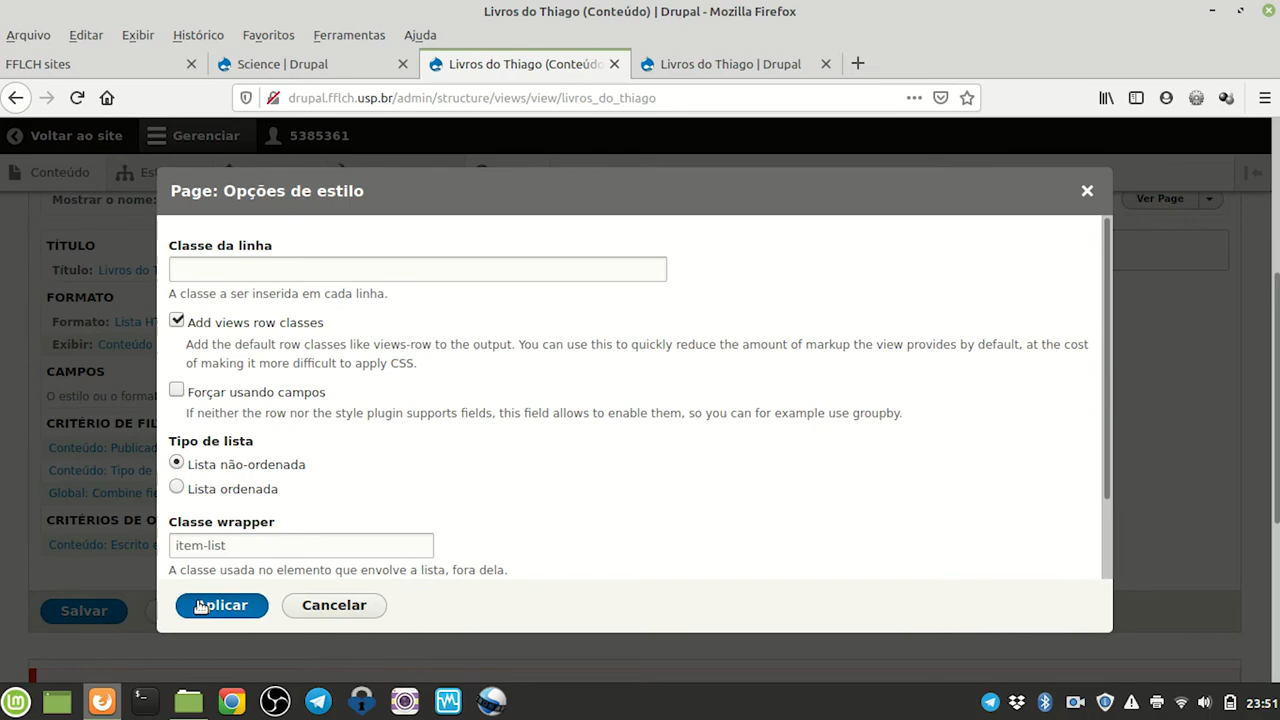 Livros do Thiago (Conteúdo) | Drupal - Mozilla Firefox
Arquivo Editar Exibir Histórico Favoritos Ferramentas Ajuda
FFLCH sites
Science | Drupal
Livros do Thiago (Conteúdo
Livros do Thiago | Drupal
drupal.fflch.usp.br/admin/structure/views/view/livros_do_thiago
Voltar ao site Gerenciar 5385361
Conteúdo
Page: Opções de estilo
Mostrar o nome:
Ver Page
TÍTULO
Título: Livros do
FORMATO
Formato: Lista
Exibir: Conteúdo
CAMPOS
O estilo ou o
CRITÉRIO DE
Conteúdo:
Conteúdo: Tipo de
Global: Combine
CRITÉRIOS DE
Conteúdo: Escrito
Salvar
Classe da linha
A classe a ser inserida em cada linha.
Add views row classes
Add the default row classes like views-row to the output. You can use this to quickly reduce the amount of markup the view provides by default, at the cost
of making it more difficult to apply CSS.
Forçar usando campos
If neither the row nor the style plugin supports fields, this field allows to enable them, so you can for example use groupby.
Tipo de lista
Lista não-ordenada
Lista ordenada
Classe wrapper
item-list
A classe usada no elemento que envolve a lista, fora dela.
Aplicar Cancelar
23:51